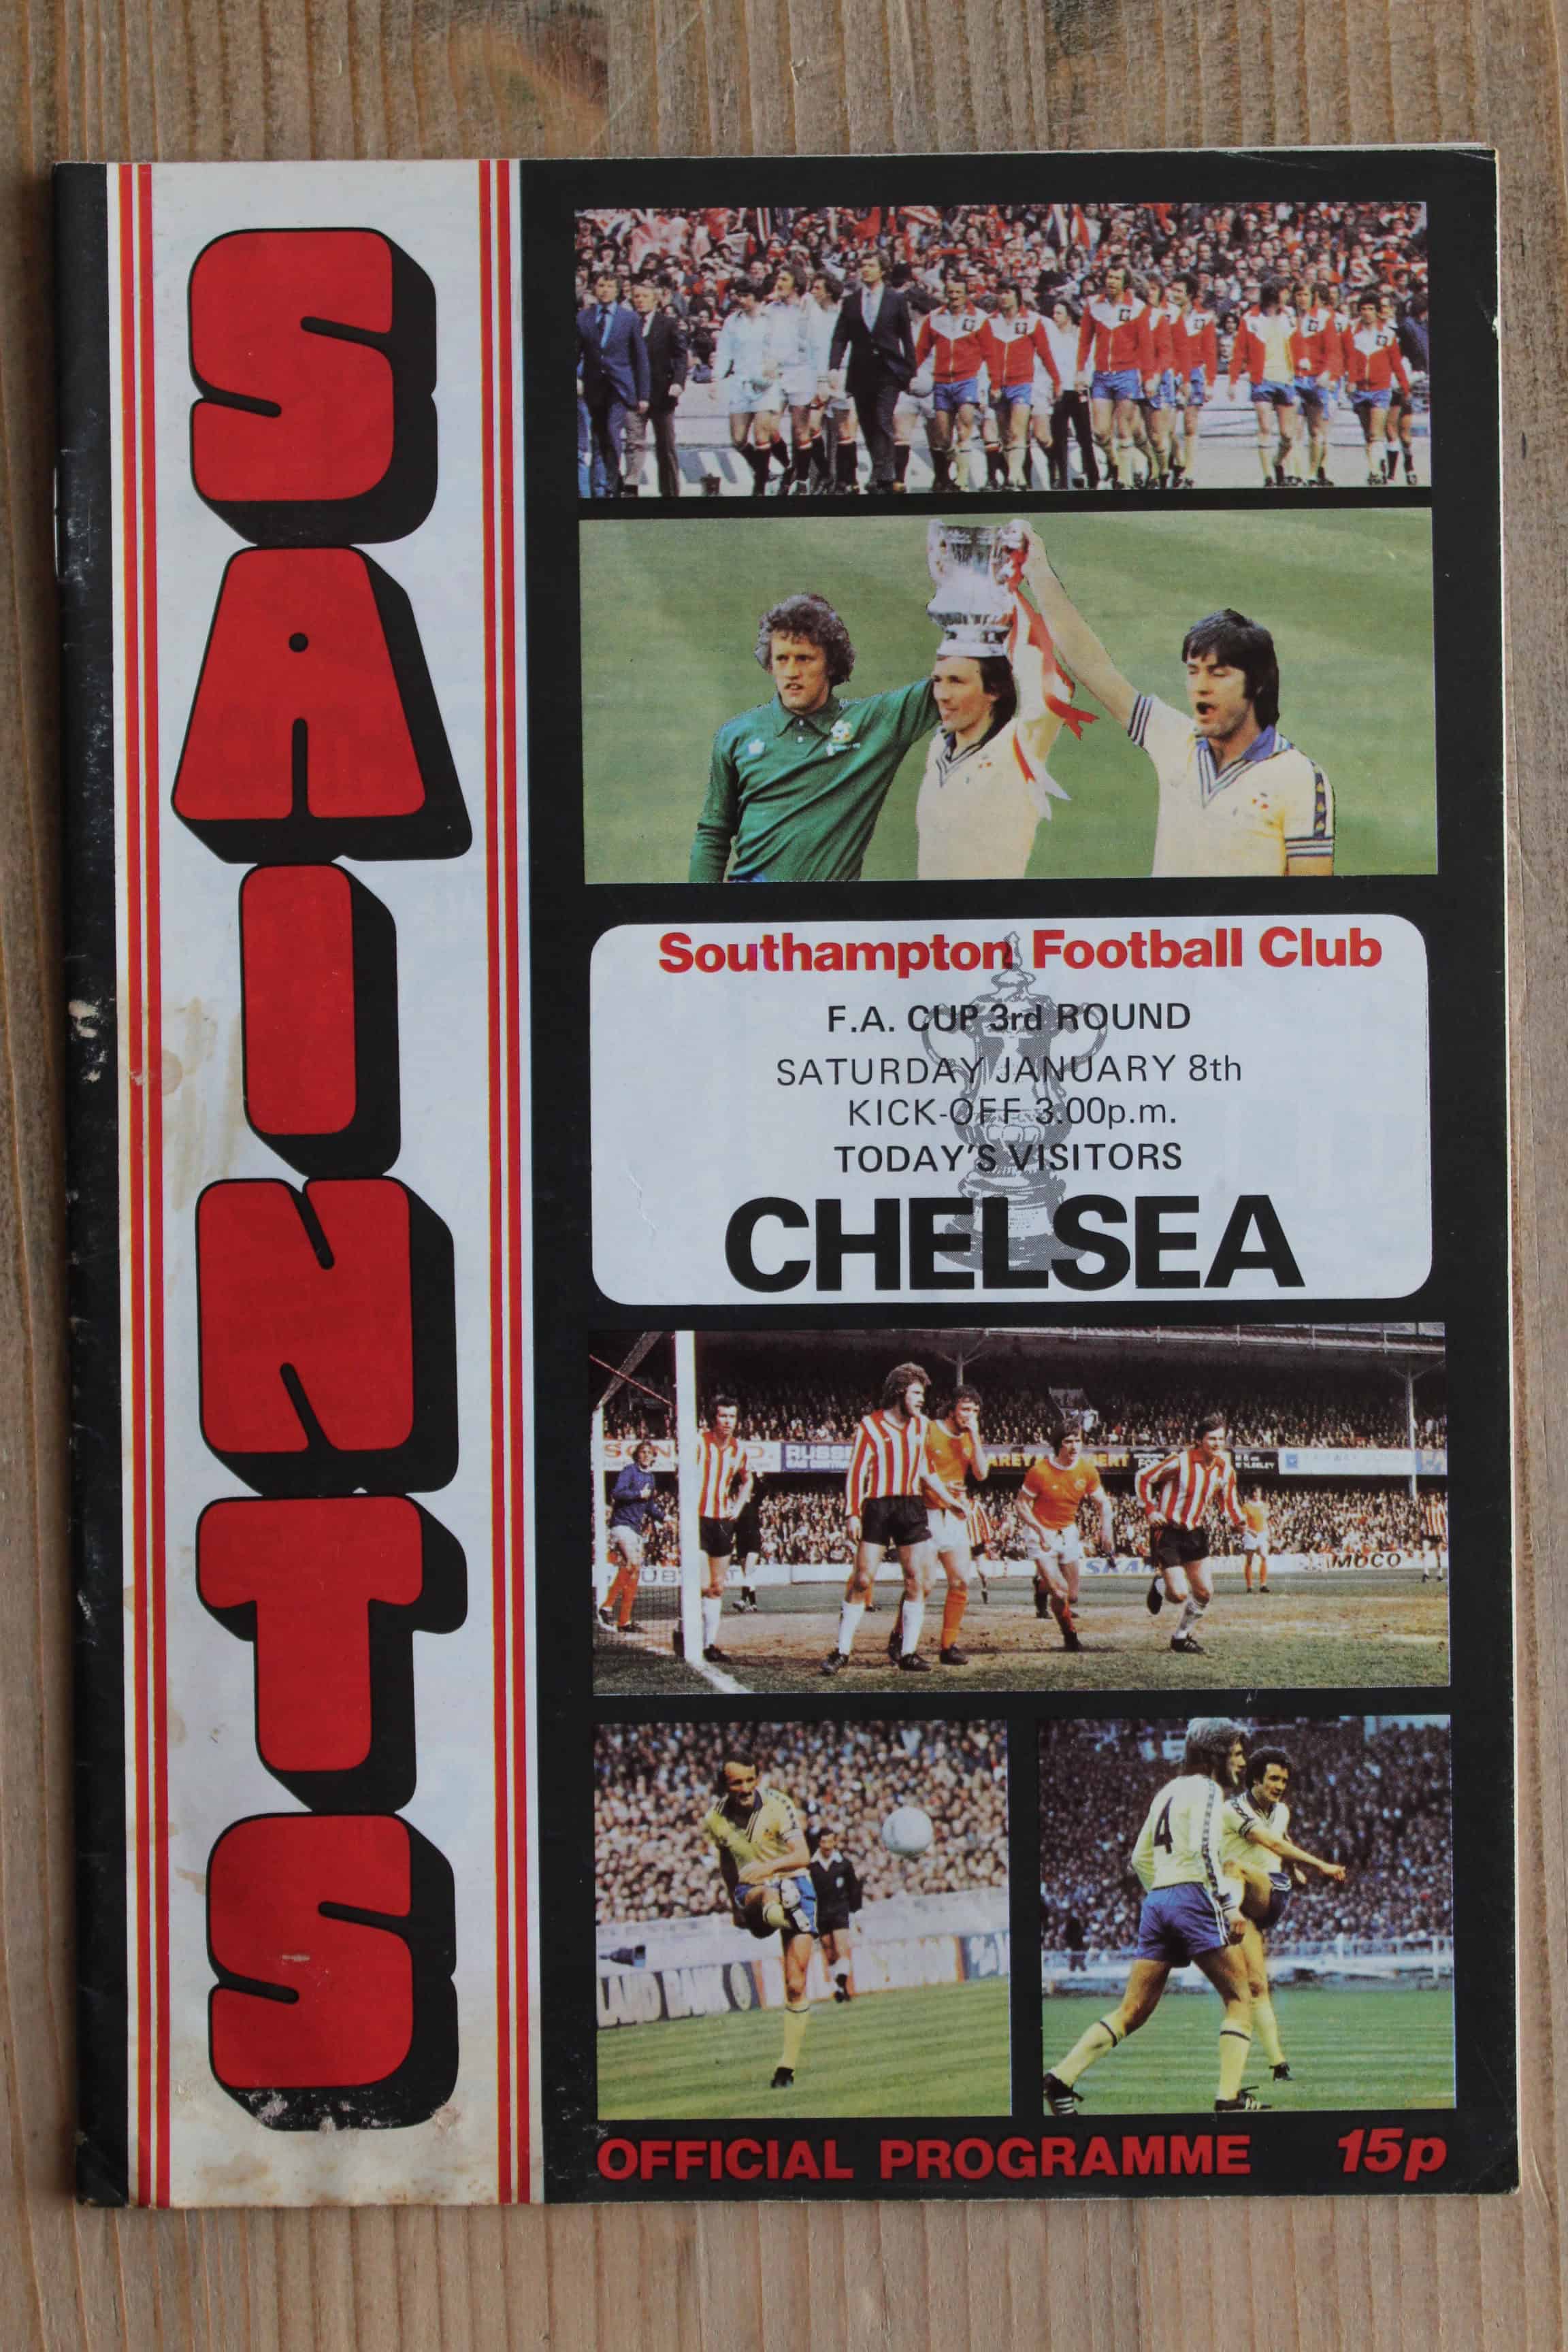 SAINTS
Southampton Football Club
F.A. CUP 3rd ROUND
SATURDAY JANUARY 8th
KICK-OFF 3.00p.m.
TODAY'S VISITORS
CHELSEA
4
OFFICIAL PROGRAMME 15p